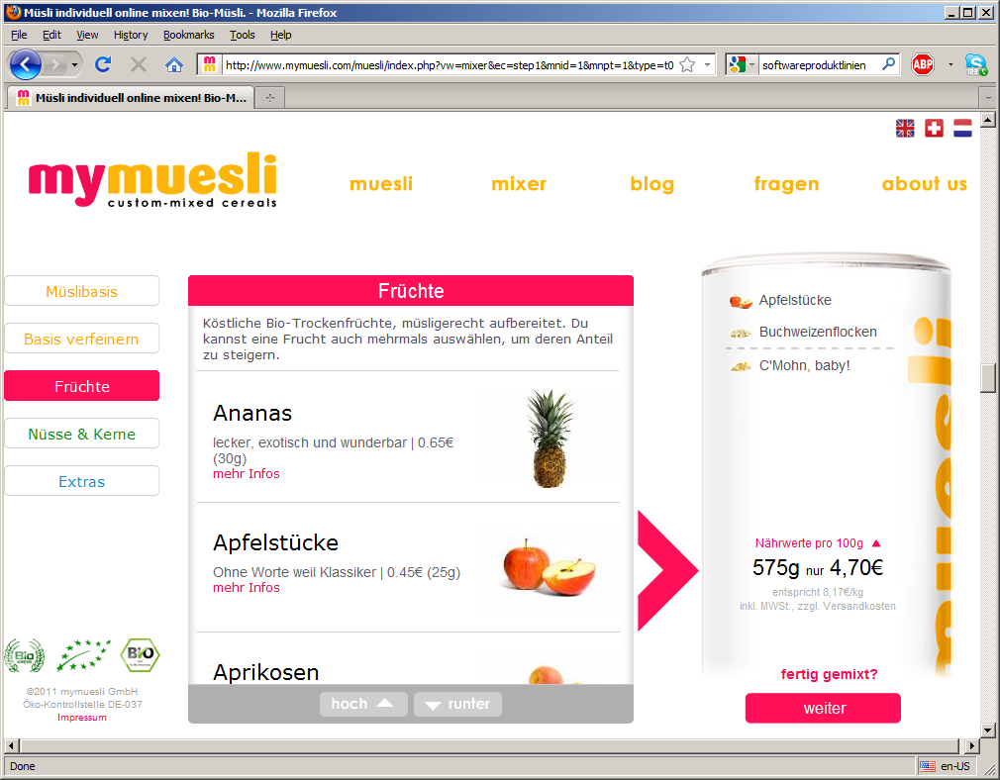 Müsli individuell online mixen! Bio-Müsli. - Mozilla Firefox
File Edit View History Bookmarks Tools Help
http://www.mymuesli.com/muesli/index.php?vw=mixer&ec=step1&mnid=1&mnpt=1&type=t0
softwareproduktlinien
ABP
123
Müsli individuell online mixen! Bio-M...
mymuesli
custom-mixed cereals
muesli mixer blog fragen about us
Müslibasis
Basis verfeinern
Früchte
Nüsse & Kerne
Extras
Früchte
Köstliche Bio-Trockenfrüchte, müsligerecht aufbereitet. Du
kannst eine Frucht auch mehrmals auswählen, um deren Anteil
zu steigern.
Ananas
lecker, exotisch und wunderbar | 0.65€
(30g)
mehr Infos
Apfelstücke
Ohne Worte weil Klassiker | 0.45€ (25g)
mehr Infos
Aprikosen
hoch runter
Apfelstücke
Buchweizenflocken
C'Mohn, baby!
Nährwerte pro 100g
575g nur 4,70€
entspricht 8,17€/kg
inkl. MWSt., zzgl. Versandkosten
fertig gemixt?
weiter
Bio
BIO
©2011 mymuesli GmbH
Öko-Kontrollstelle DE-037
Impressum
Done
en-US